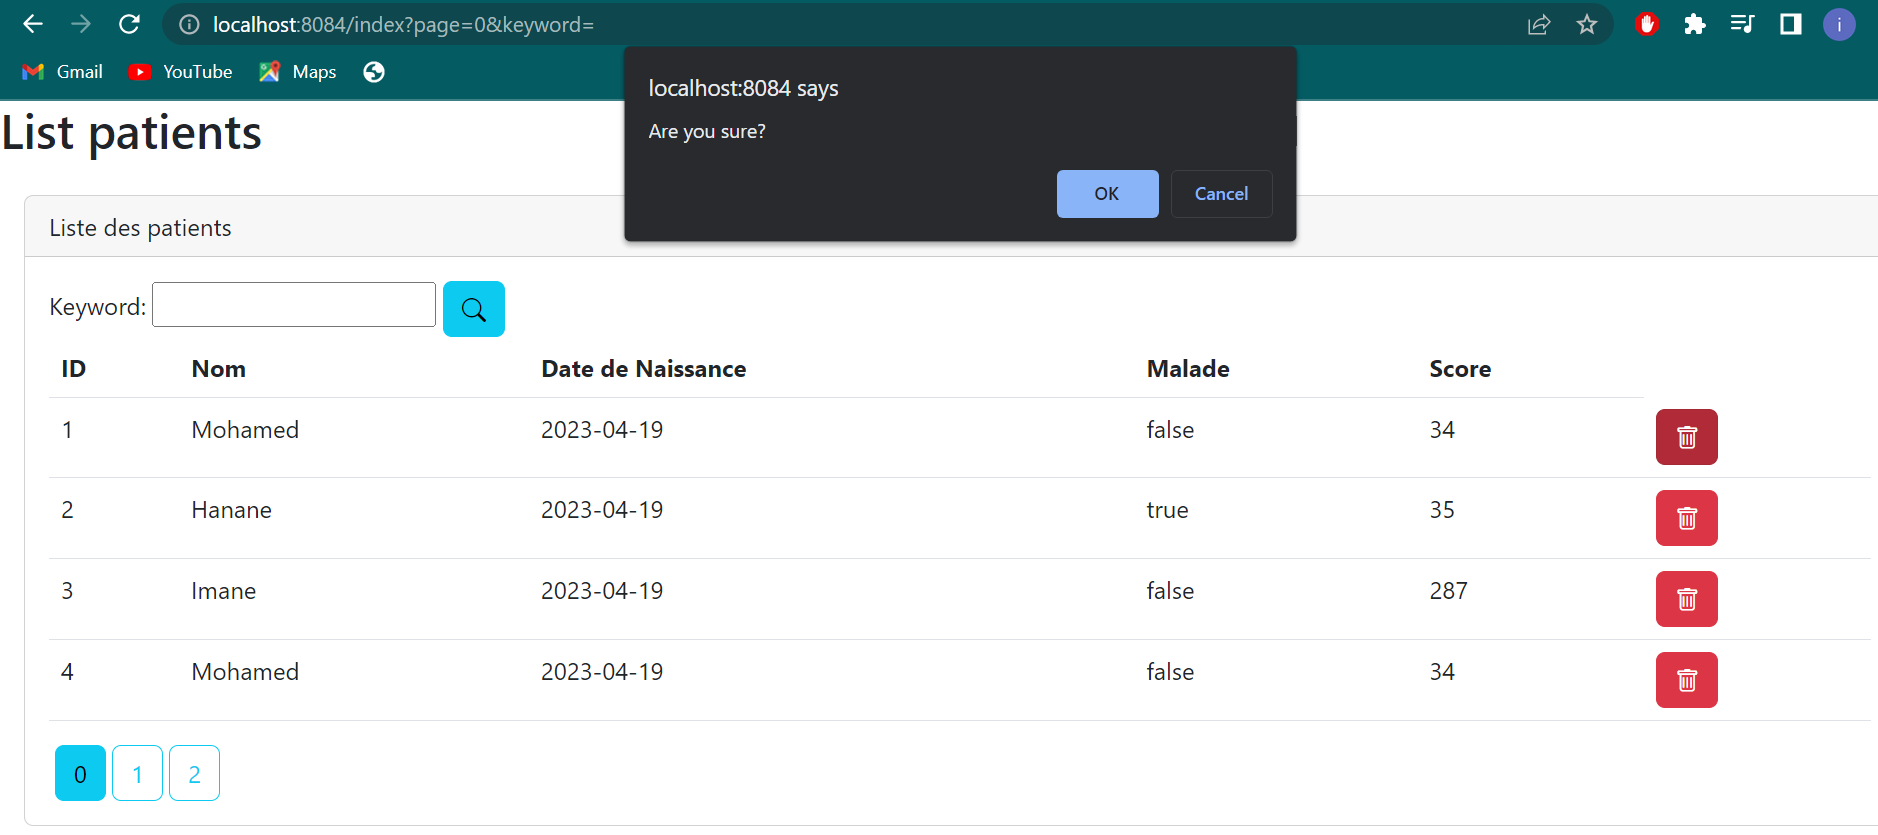 localhost:8084/index?page=0&keyword=
i
Gmail YouTube Maps
localhost:8084 says
Are you sure?
OK Cancel
List patients
Liste des patients
Keyword:
ID Nom Date de Naissance Malade Score
1 Mohamed 2023-04-19 false 34
2 Hanane 2023-04-19 true 35
3 Imane 2023-04-19 false 287
4 Mohamed 2023-04-19 false 34
0 1 2